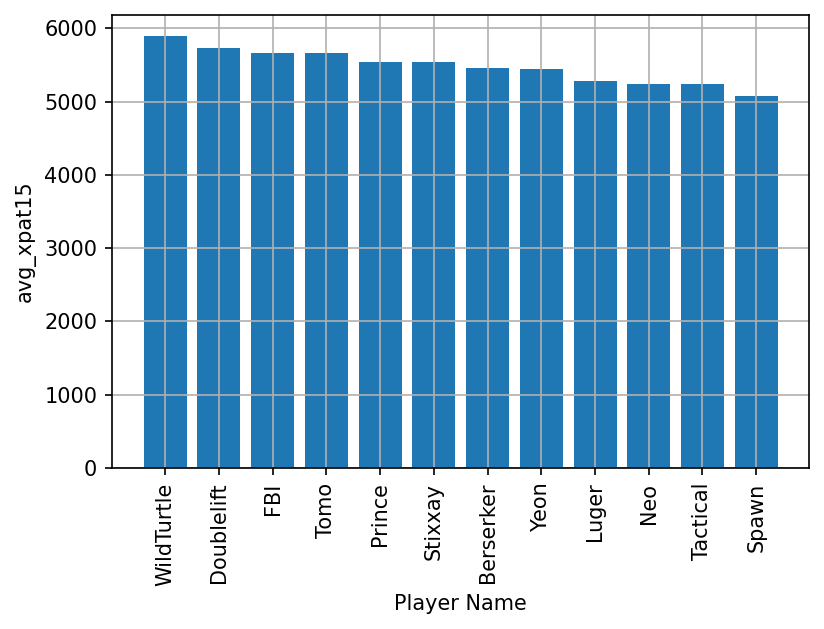 6000
5000
4000
3000
2000
1000
0
avg_xpat15
WildTurtle
Doublelift
FBI
Tomo
Prince
Stixxay
Berserker
Yeon
Luger
Neo
Tactical
Spawn
Player Name